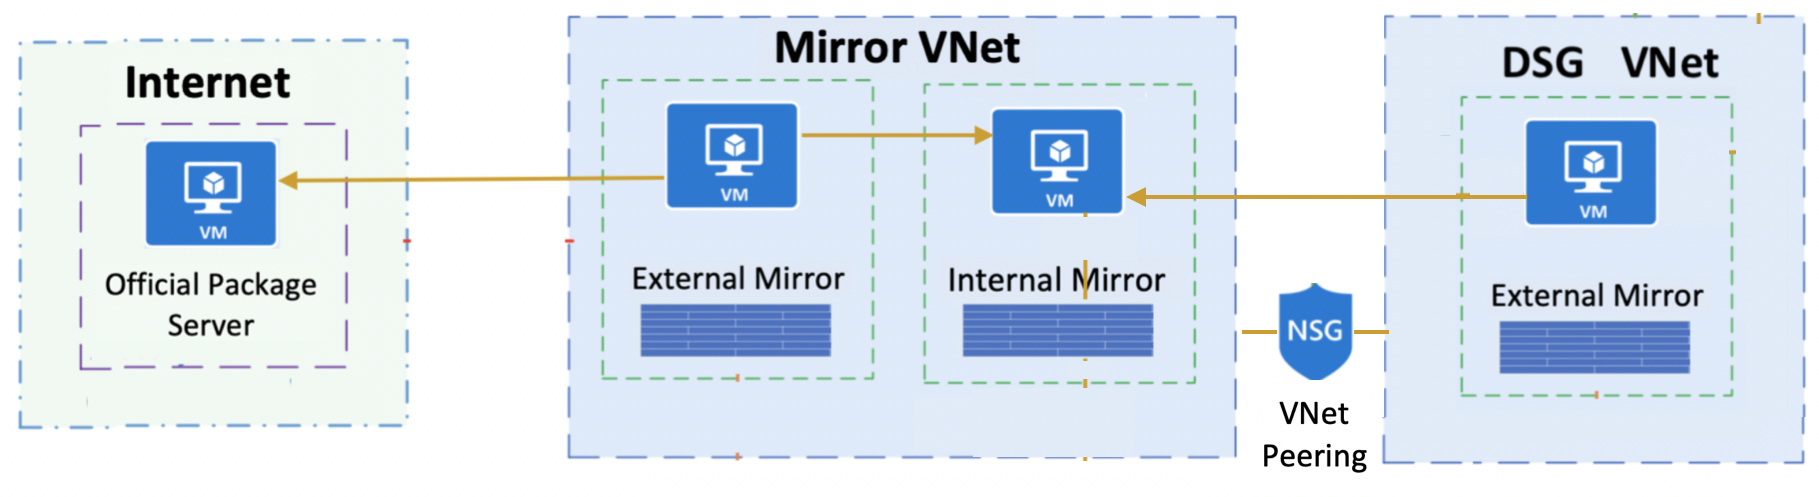 Internet
VM
Official Package
Server
Mirror VNet
VM
External Mirror
VM
Internal Mirror
NSG
VNet
Peering
DSG VNet
VM
External Mirror